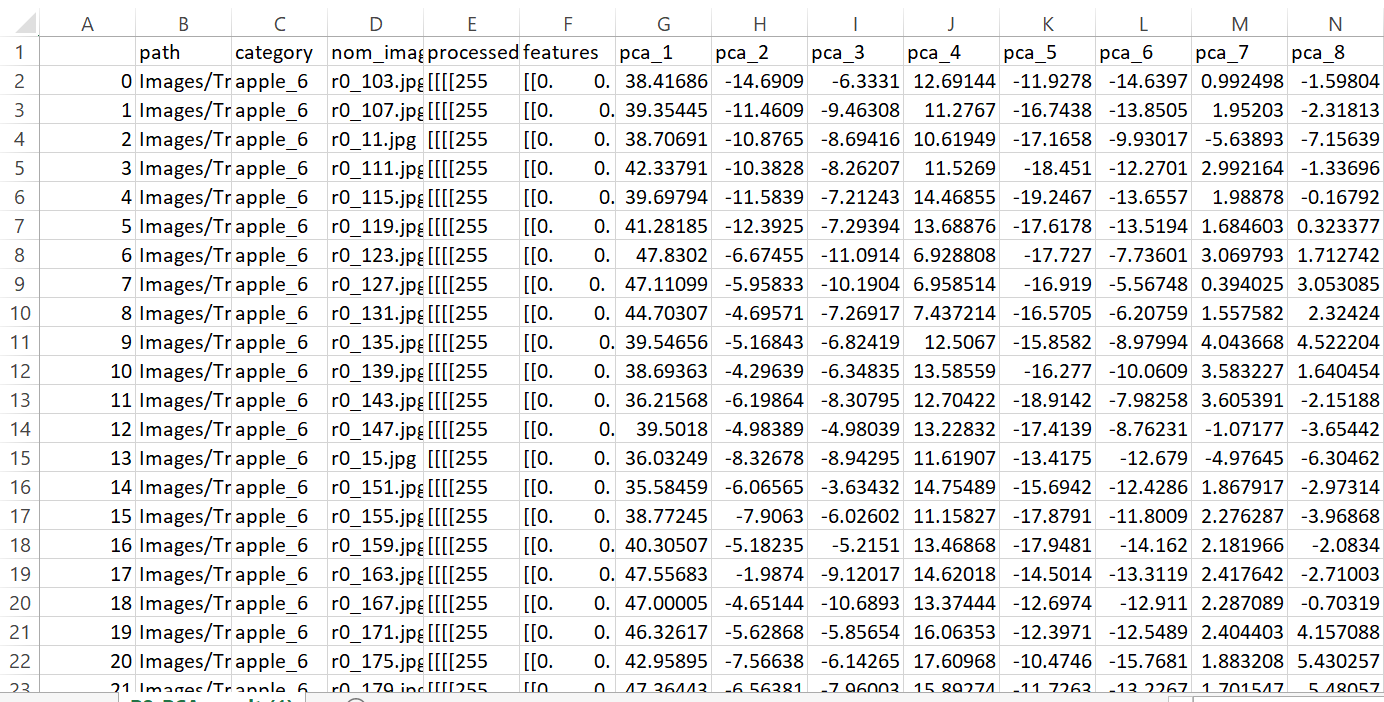 A B C D E F G H I J K L M N
1 path category nom_imag processed features pca_1 pca_2 pca_3 pca_4 pca_5 pca_6 pca_7 pca_8
2 0 Images/Tr apple_6 r0_103.jpg [[[[255 [[0. 0. 38.41686 -14.6909 -6.3331 12.69144 -11.9278 -14.6397 0.992498 -1.59804
3 1 Images/Tr apple_6 r0_107.jpg [[[[255 [[0. 0. 39.35445 -11.4609 -9.46308 11.2767 -16.7438 -13.8505 1.95203 -2.31813
4 2 Images/Tr apple_6 r0_11.jpg [[[[255 [[0. 0. 38.70691 -10.8765 -8.69416 10.61949 -17.1658 -9.93017 -5.63893 -7.15639
5 3 Images/Tr apple_6 r0_111.jpg [[[[255 [[0. 0. 42.33791 -10.3828 -8.26207 11.5269 -18.451 -12.2701 2.992164 -1.33696
6 4 Images/Tr apple_6 r0_115.jpg [[[[255 [[0. 0. 39.69794 -11.5839 -7.21243 14.46855 -19.2467 -13.6557 1.98878 -0.16792
7 5 Images/Tr apple_6 r0_119.jpg [[[[255 [[0. 0. 41.28185 -12.3925 -7.29394 13.68876 -17.6178 -13.5194 1.684603 0.323377
8 6 Images/Tr apple_6 r0_123.jpg [[[[255 [[0. 0. 47.8302 -6.67455 -11.0914 6.928808 -17.727 -7.73601 3.069793 1.712742
9 7 Images/Tr apple_6 r0_127.jpg [[[[255 [[0. 0. 47.11099 -5.95833 -10.1904 6.958514 -16.919 -5.56748 0.394025 3.053085
10 8 Images/Tr apple_6 r0_131.jpg [[[[255 [[0. 0. 44.70307 -4.69571 -7.26917 7.437214 -16.5705 -6.20759 1.557582 2.32424
11 9 Images/Tr apple_6 r0_135.jpg [[[[255 [[0. 0. 39.54656 -5.16843 -6.82419 12.5067 -15.8582 -8.97994 4.043668 4.522204
12 10 Images/Tr apple_6 r0_139.jpg [[[[255 [[0. 0. 38.69363 -4.29639 -6.34835 13.58559 -16.277 -10.0609 3.583227 1.640454
13 11 Images/Tr apple_6 r0_143.jpg [[[[255 [[0. 0. 36.21568 -6.19864 -8.30795 12.70422 -18.9142 -7.98258 3.605391 -2.15188
14 12 Images/Tr apple_6 r0_147.jpg [[[[255 [[0. 0. 39.5018 -4.98389 -4.98039 13.22832 -17.4139 -8.76231 -1.07177 -3.65442
15 13 Images/Tr apple_6 r0_15.jpg [[[[255 [[0. 0. 36.03249 -8.32678 -8.94295 11.61907 -13.4175 -12.679 -4.97645 -6.30462
16 14 Images/Tr apple_6 r0_151.jpg [[[[255 [[0. 0. 35.58459 -6.06565 -3.63432 14.75489 -15.6942 -12.4286 1.867917 -2.97314
17 15 Images/Tr apple_6 r0_155.jpg [[[[255 [[0. 0. 38.77245 -7.9063 -6.02602 11.15827 -17.8791 -11.8009 2.276287 -3.96868
18 16 Images/Tr apple_6 r0_159.jpg [[[[255 [[0. 0. 40.30507 -5.18235 -5.2151 13.46868 -17.9481 -14.162 2.181966 -2.0834
19 17 Images/Tr apple_6 r0_163.jpg [[[[255 [[0. 0. 47.55683 -1.9874 -9.12017 14.62018 -14.5014 -13.3119 2.417642 -2.71003
20 18 Images/Tr apple_6 r0_167.jpg [[[[255 [[0. 0. 47.00005 -4.65144 -10.6893 13.37444 -12.6974 -12.911 2.287089 -0.70319
21 19 Images/Tr apple_6 r0_171.jpg [[[[255 [[0. 0. 46.32617 -5.62868 -5.85654 16.06353 -12.3971 -12.5489 2.404403 4.157088
22 20 Images/Tr apple_6 r0_175.jpg [[[[255 [[0. 0. 42.95895 -7.56638 -6.14265 17.60968 -10.4746 -15.7681 1.883208 5.430257
23 21 Images/Tr apple_6 r0_179.jpg [[[[255 [[0. 0. 47.36443 -6.56381 -7.96003 15.89274 -11.7263 -13.2267 1.701547 5.48057